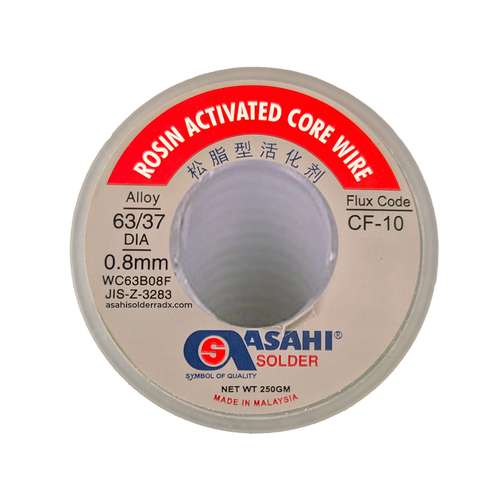 ROSIN ACTIVATED CORE WIRE
松脂型活化剂
Alloy
63/37
DIA
0.8mm
WC63B08F
JIS-Z-3283
asahisolderradx.com
Flux Code
CF-10
S
ASAHI®
SOLDER
SYMBOL OF QUALITY
NET WT 250GM
MADE IN MALAYSIA